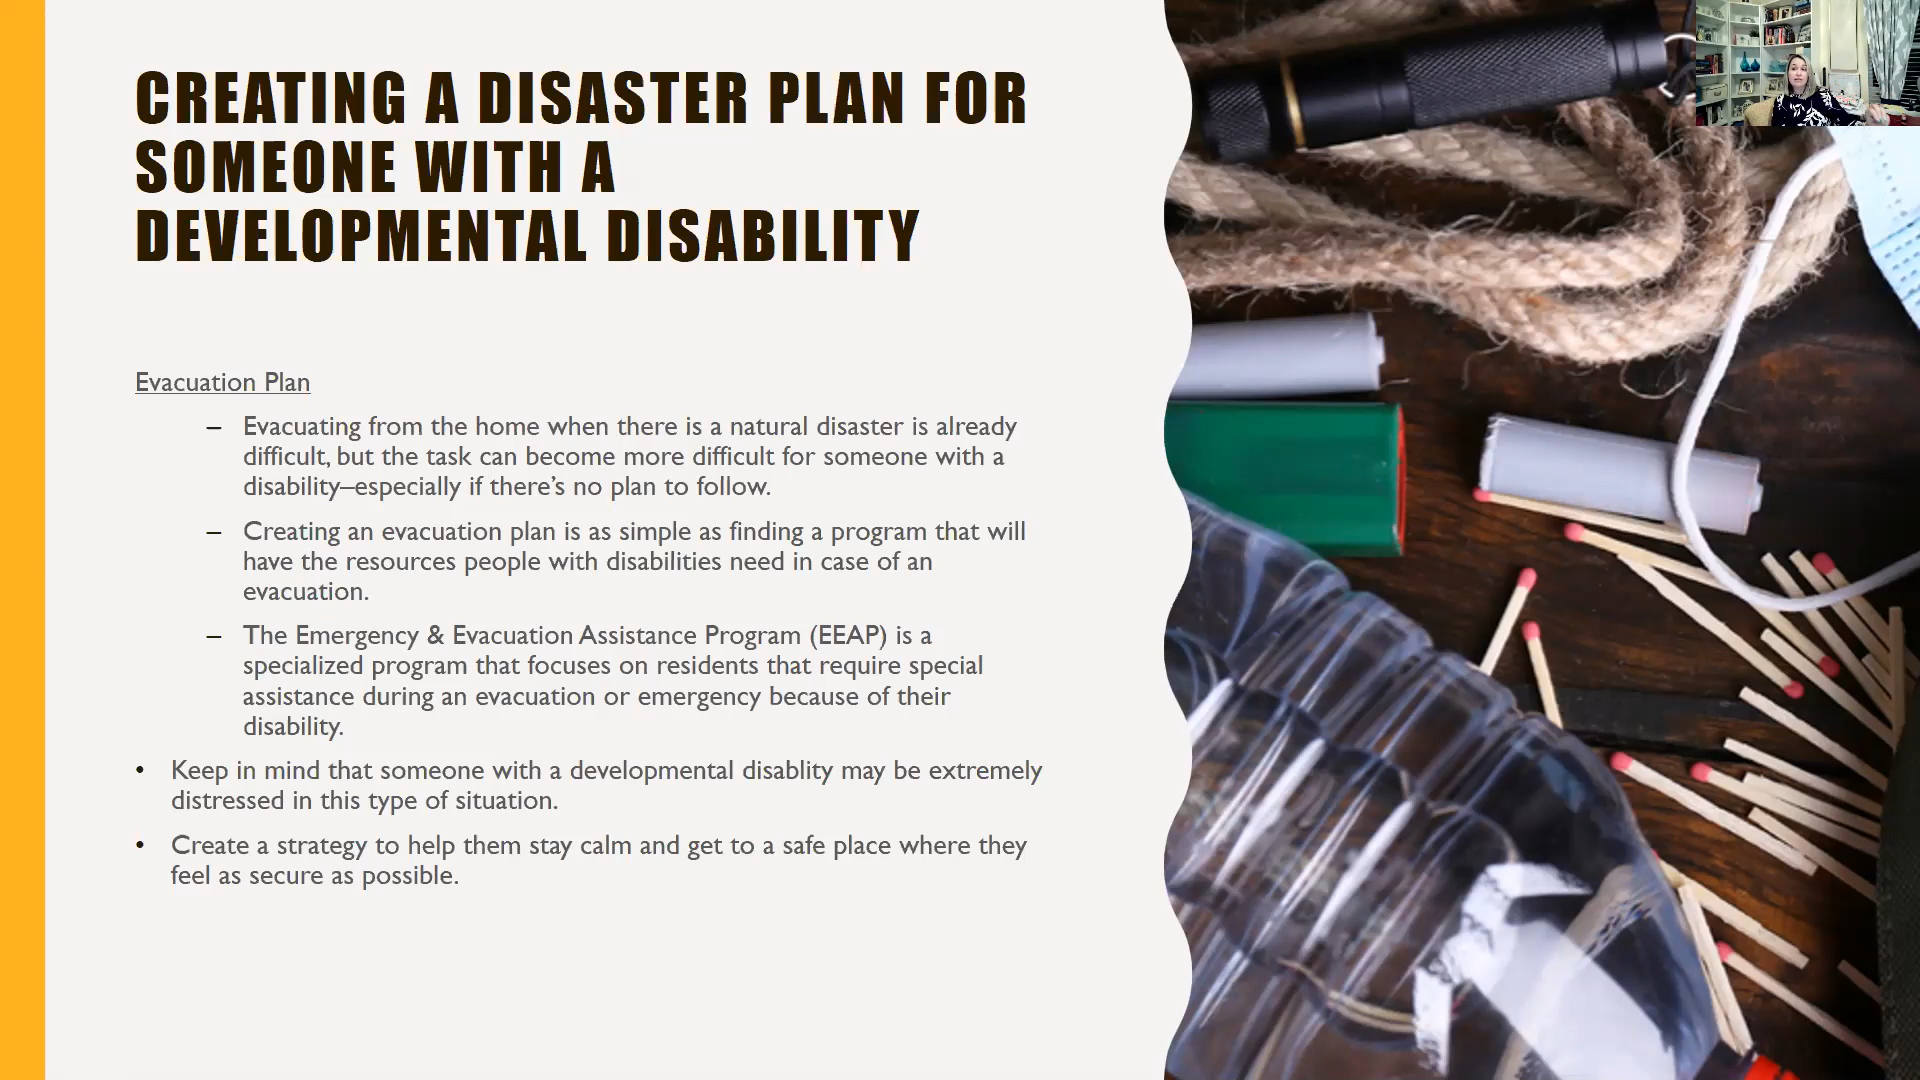 CREATING A DISASTER PLAN FOR
SOMEONE WITH A
DEVELOPMENTAL DISABILITY
Evacuation Plan
– Evacuating from the home when there is a natural disaster is already
difficult, but the task can become more difficult for someone with a
disability–especially if there's no plan to follow.
– Creating an evacuation plan is as simple as finding a program that will
have the resources people with disabilities need in case of an
evacuation.
– The Emergency & Evacuation Assistance Program (EEAP) is a
specialized program that focuses on residents that require special
assistance during an evacuation or emergency because of their
disability.
• Keep in mind that someone with a developmental disablity may be extremely
distressed in this type of situation.
• Create a strategy to help them stay calm and get to a safe place where they
feel as secure as possible.